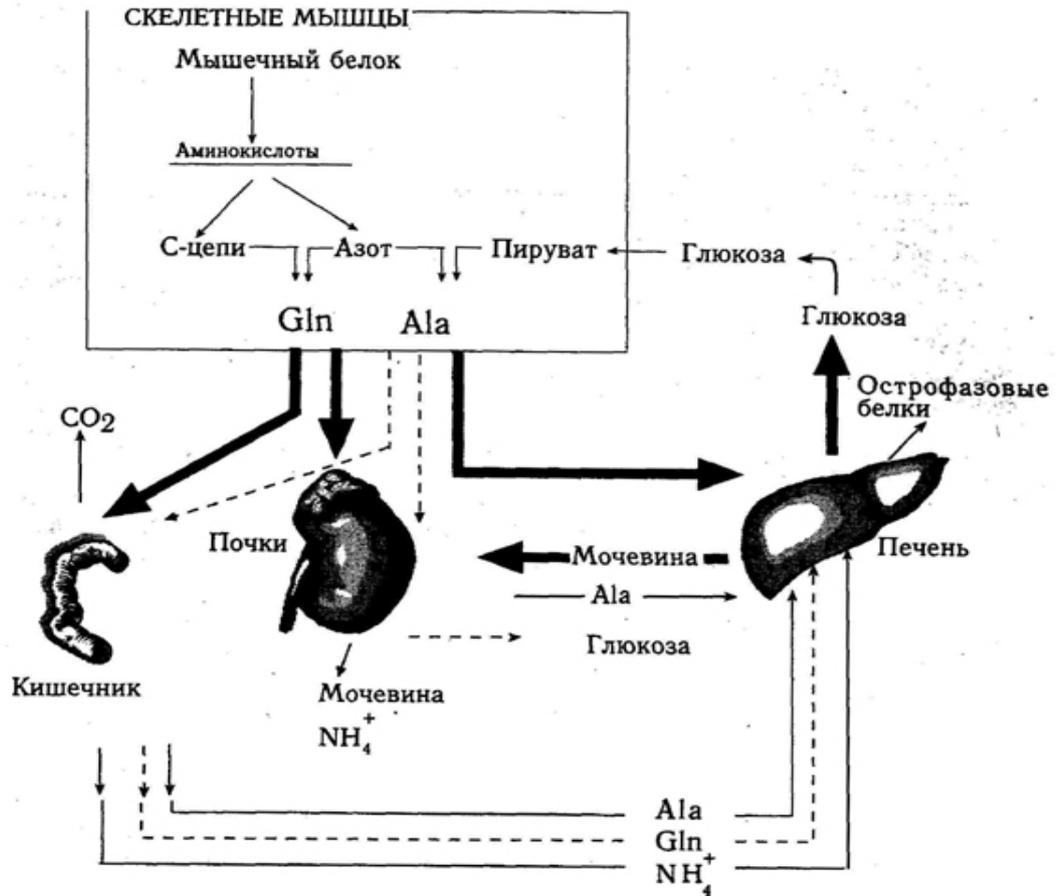 СКЕЛЕТНЫЕ МЫШЦЫ
Мышечный белок
Аминокислоты
С-цепи
Азот
Пируват
Глюкоза
Глюкоза
Gln
Ala
Острофазовые
белки
CO2
Почки
Мочевина
Печень
Ala
Глюкоза
Кишечник
Мочевина
NH4+
Ala
Gln
NH4+